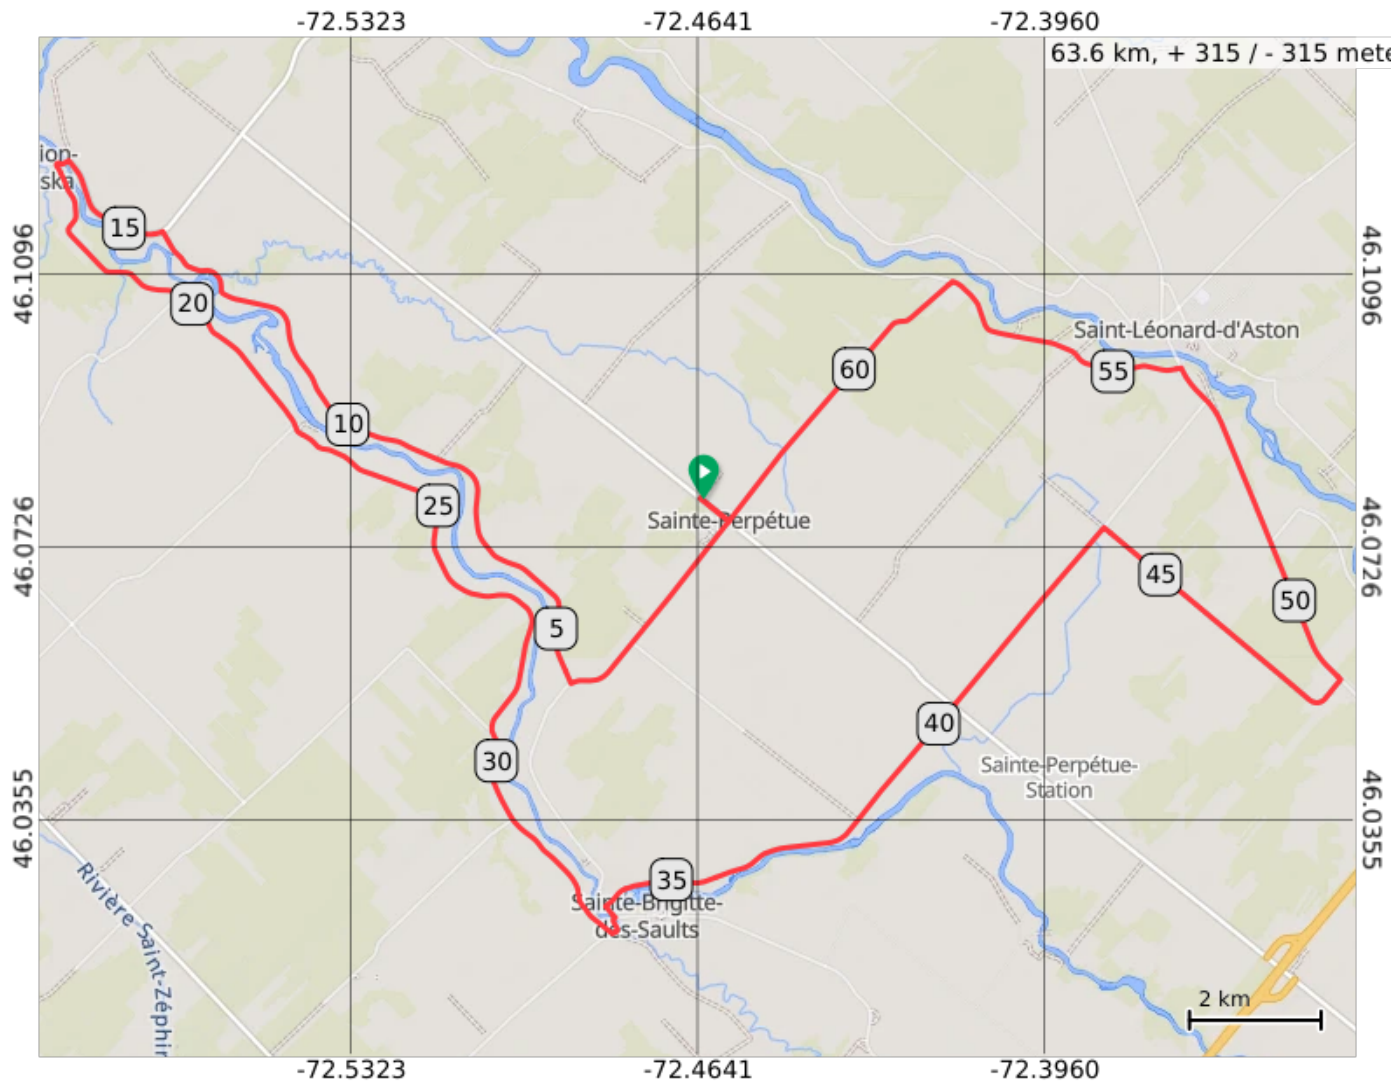 -72.5323
-72.4641
-72.3960
63.6 km, + 315 / - 315 mete
ion-
ska
15
46.1096
46.1096
20
Saint-Léonard-d'Aston
60
55
10
25
Sainte-Perpétue
46.0726
46.0726
45
50
5
40
30
Sainte-Perpétue-
Station
46.0355
46.0355
35
Sainte-Brigitte-
des-Saults
Rivière Saint-Zéphir
2 km
-72.5323
-72.4641
-72.3960